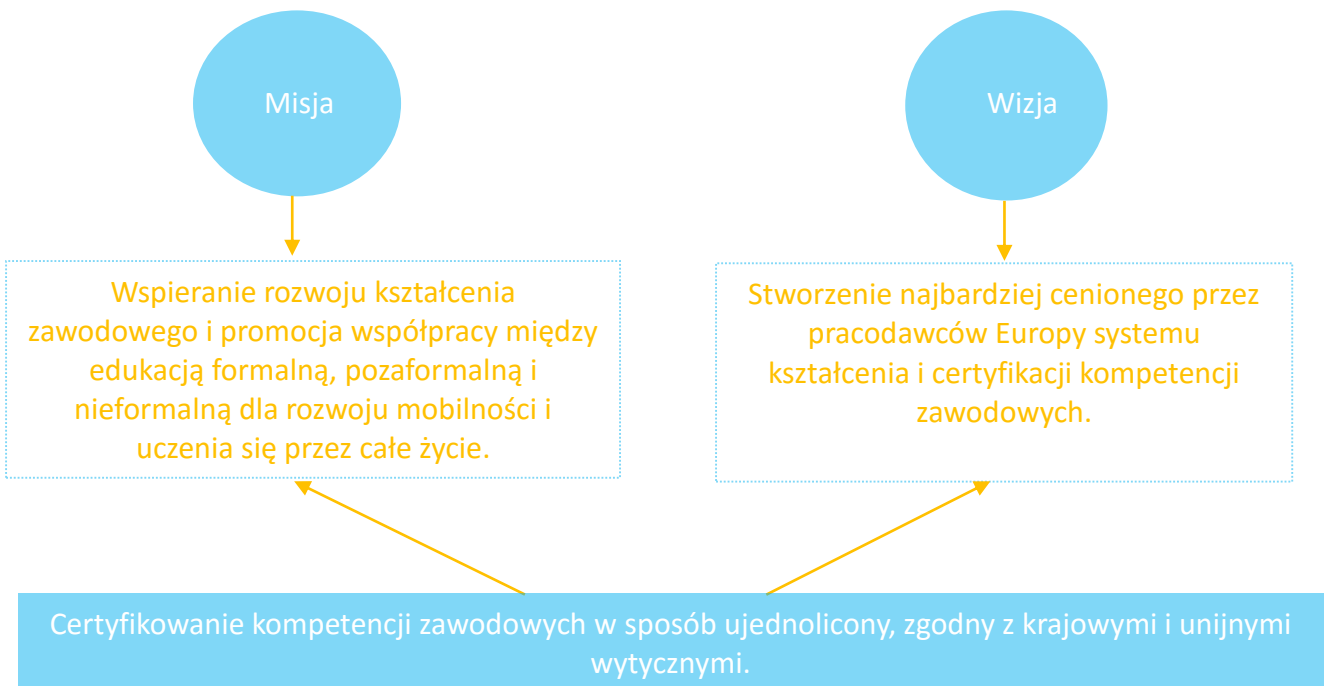 Misja
Wizja
Wspieranie rozwoju kształcenia
zawodowego i promocja współpracy między
edukacją formalną, pozaformalną i
nieformalną dla rozwoju mobilności i
uczenia się przez całe życie.
Stworzenie najbardziej cenionego przez
pracodawców Europy systemu
kształcenia i certyfikacji kompetencji
zawodowych.
Certyfikowanie kompetencji zawodowych w sposób ujednolicony, zgodny z krajowymi i unijnymi
wytycznymi.